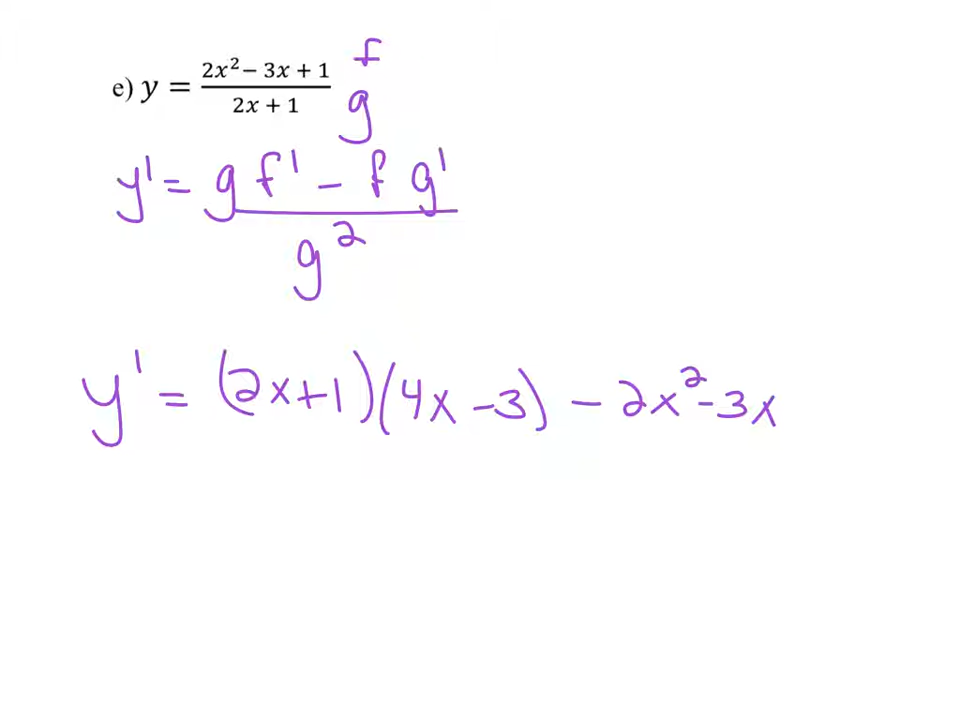 e) y = (2x² − 3x + 1)/(2x + 1) f/g
y' = (g f' − f g')/g²
y' = (2x+1)(4x−3) − 2x²−3x